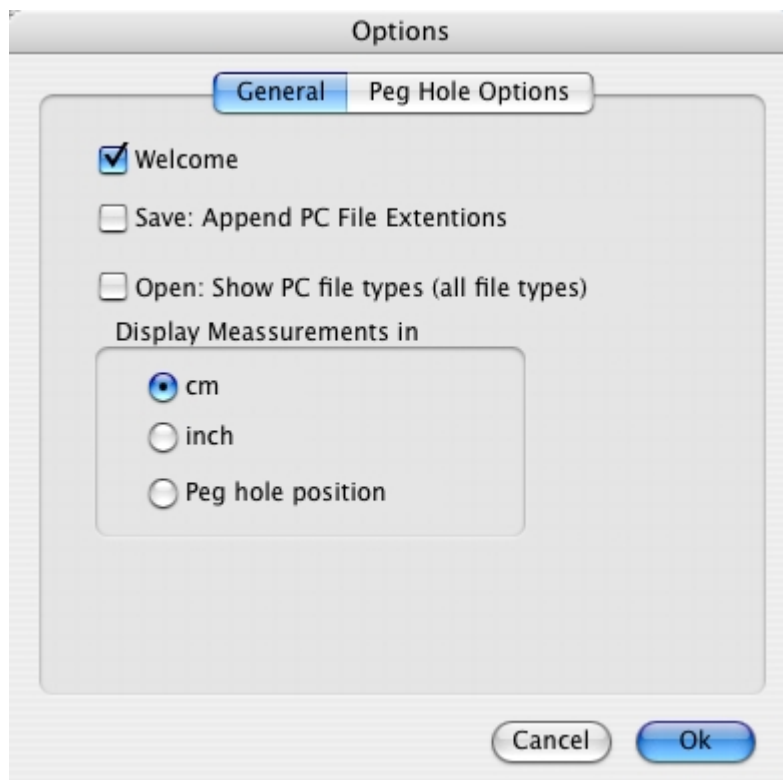 Options
General Peg Hole Options
Welcome
Save: Append PC File Extentions
Open: Show PC file types (all file types)
Display Meassurements in
cm
inch
Peg hole position
Cancel Ok